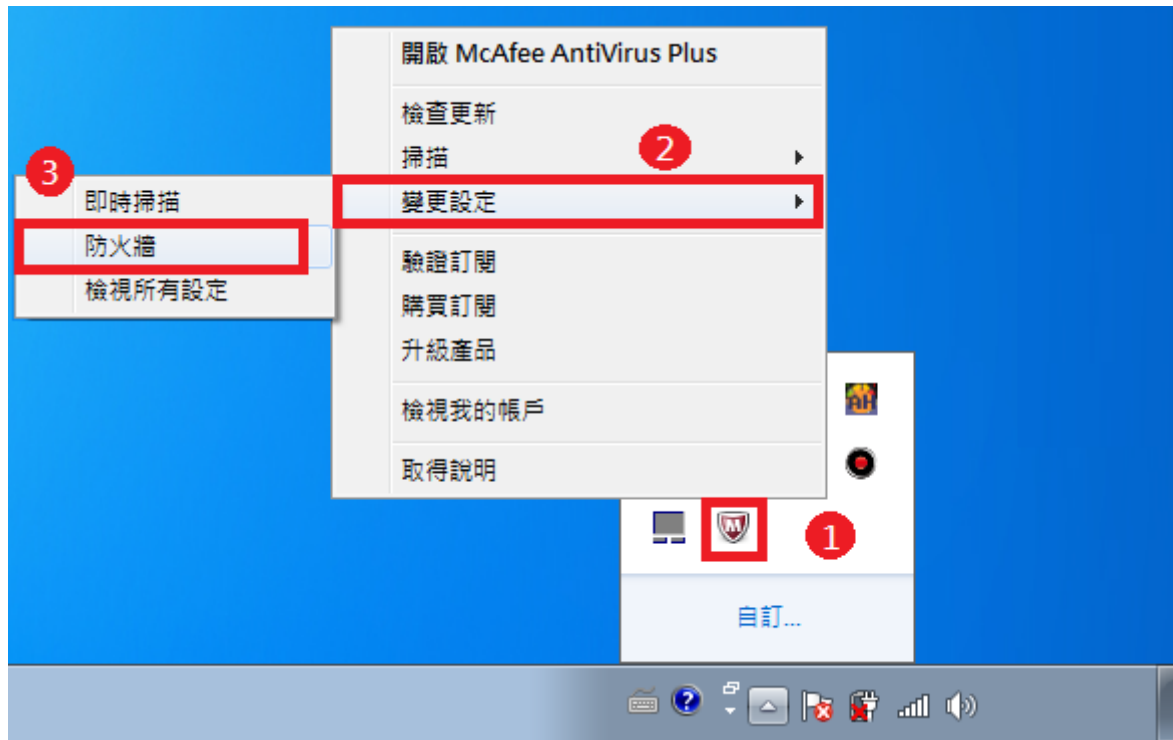 開啟 McAfee AntiVirus Plus
檢查更新
掃描
2
變更設定
驗證訂閱
購買訂閱
升級產品
檢視我的帳戶
取得說明
3
即時掃描
防火牆
檢視所有設定
AH
1
自訂...